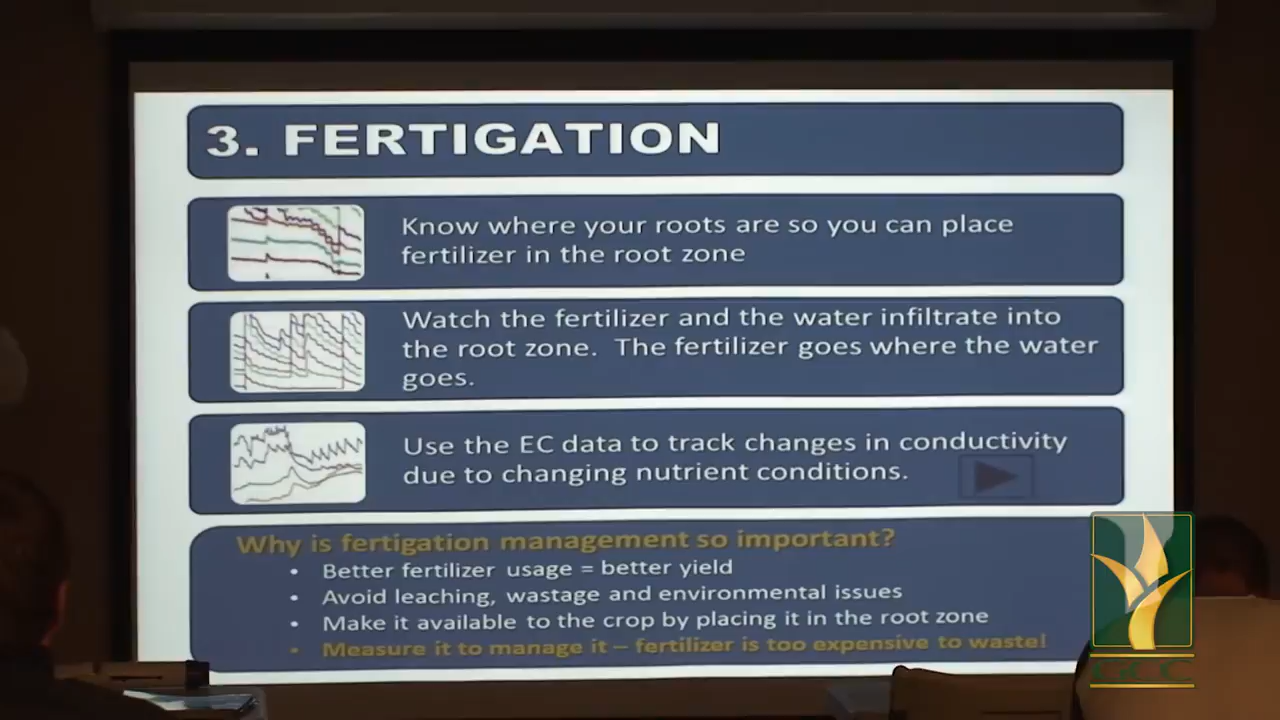 3. FERTIGATION
Know where your roots are so you can place
fertilizer in the root zone
Watch the fertilizer and the water infiltrate into
the root zone.  The fertilizer goes where the water
goes.
Use the EC data to track changes in conductivity
due to changing nutrient conditions.
Why is fertigation management so important?
• Better fertilizer usage = better yield
• Avoid leaching, wastage and environmental issues
• Make it available to the crop by placing it in the root zone
• Measure it to manage it – fertilizer is too expensive to waste!
GCC